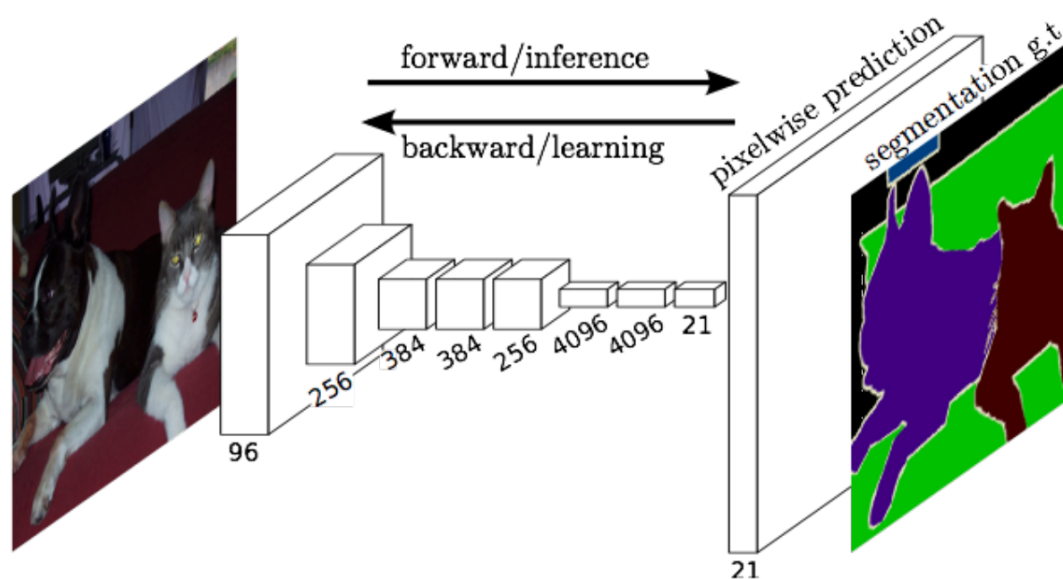 forward/inference
backward/learning
pixelwise prediction
segmentation g.t
96
256
384
384
256
4096
4096
21
21